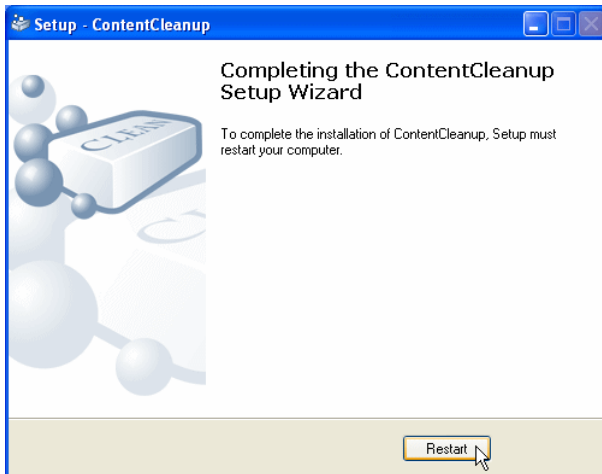 Setup - ContentCleanup
Completing the ContentCleanup
Setup Wizard
To complete the installation of ContentCleanup, Setup must
restart your computer.
CLEAN
Restart